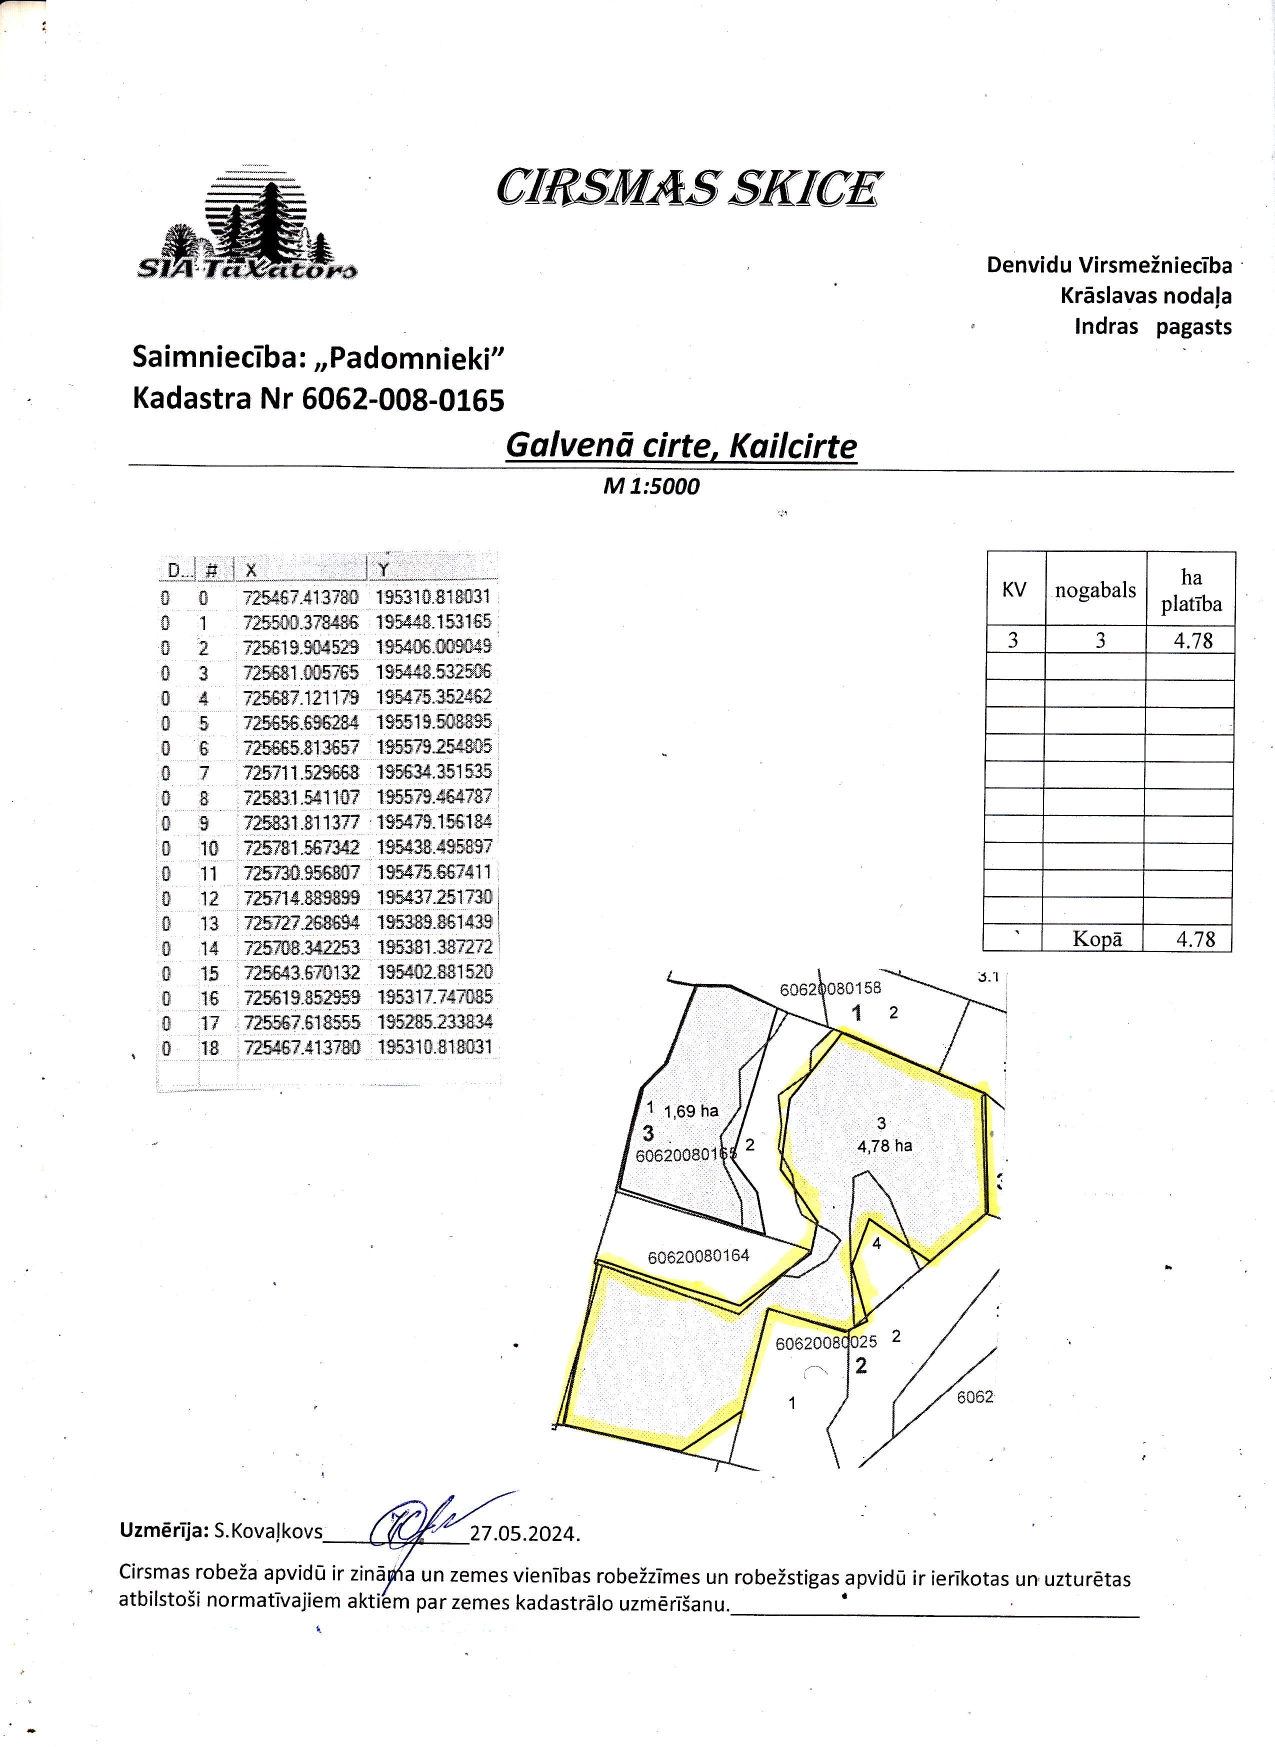 CIRSMAS SKICE
SIA Taxators
Denvidu Virsmežniecība
Krāslavas nodaļa
Indras pagasts
Saimniecība: „Padomnieki”
Kadastra Nr 6062-008-0165
Galvenā cirte, Kailcirte
M 1:5000
D... # X Y
0 0 725467.413780 195310.818031
0 1 725500.378486 195448.153165
0 2 725619.904529 195406.009049
0 3 725681.005765 195448.532506
0 4 725687.121179 195475.352462
0 5 725656.696284 195519.508895
0 6 725665.813657 195579.254805
0 7 725711.529668 195634.351535
0 8 725831.541107 195579.464787
0 9 725831.811377 195479.156184
0 10 725781.567342 195438.495897
0 11 725730.956807 195475.667411
0 12 725714.889899 195437.251730
0 13 725727.268694 195389.861439
0 14 725708.342253 195381.387272
0 15 725643.670132 195402.881520
0 16 725619.852959 195317.747085
0 17 725567.618555 195285.233834
0 18 725467.413780 195310.818031
KV nogabals ha platība
3 3 4.78
Kopā 4.78
3.1
60620080158
1 2
1 1,69 ha
3
60620080165
2
3
4,78 ha
4
60620080164
60620080025 2
2
1
6062
Uzmērīja: S.Kovaļkovs 27.05.2024.
Cirsmas robeža apvidū ir zināma un zemes vienības robežzīmes un robežstigas apvidū ir ierīkotas un uzturētas
atbilstoši normatīvajiem aktiem par zemes kadastrālo uzmērīšanu.